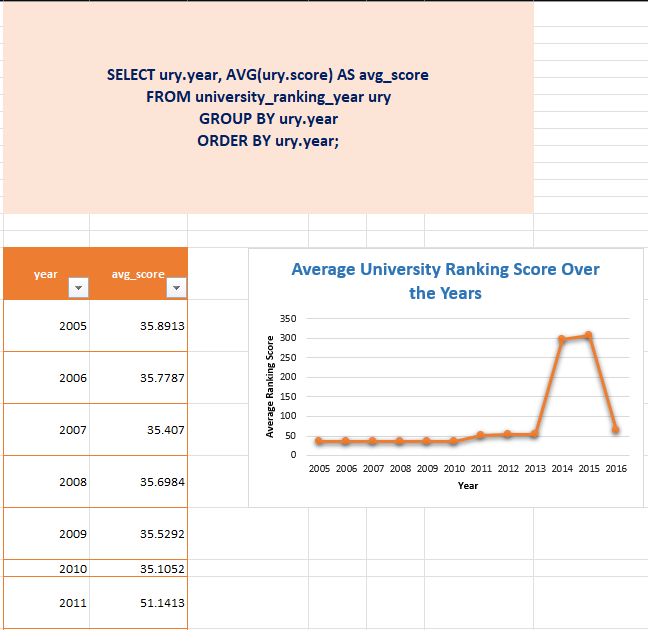 SELECT ury.year, AVG(ury.score) AS avg_score
FROM university_ranking_year ury
GROUP BY ury.year
ORDER BY ury.year;
year avg_score
2005 35.8913
2006 35.7787
2007 35.407
2008 35.6984
2009 35.5292
2010 35.1052
2011 51.1413
Average University Ranking Score Over
the Years
Average Ranking Score
350
300
250
200
150
100
50
0
2005 2006 2007 2008 2009 2010 2011 2012 2013 2014 2015 2016
Year